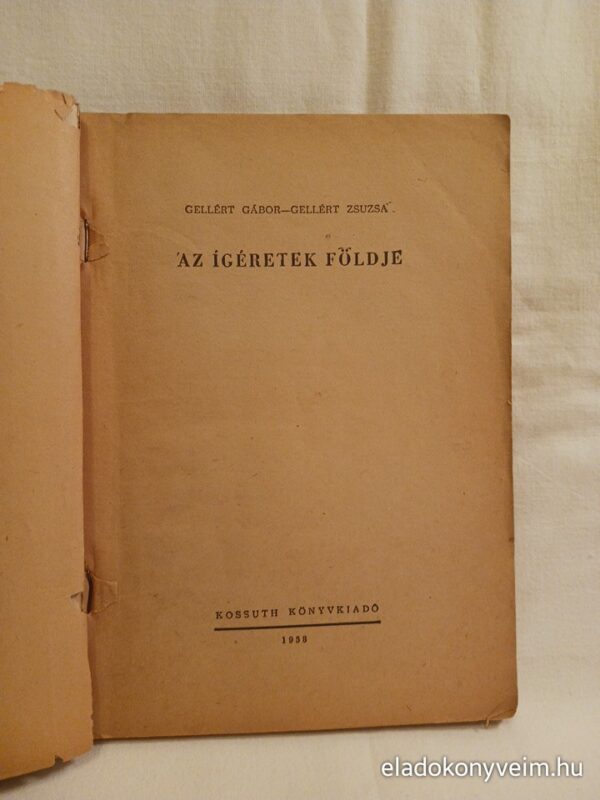 GELLÉRT GÁBOR—GELLÉRT ZSUZSA
AZ ÍGÉRETEK FÖLDJE
KOSSUTH KÖNYVKIADÓ
1958
eladokonyveim.hu